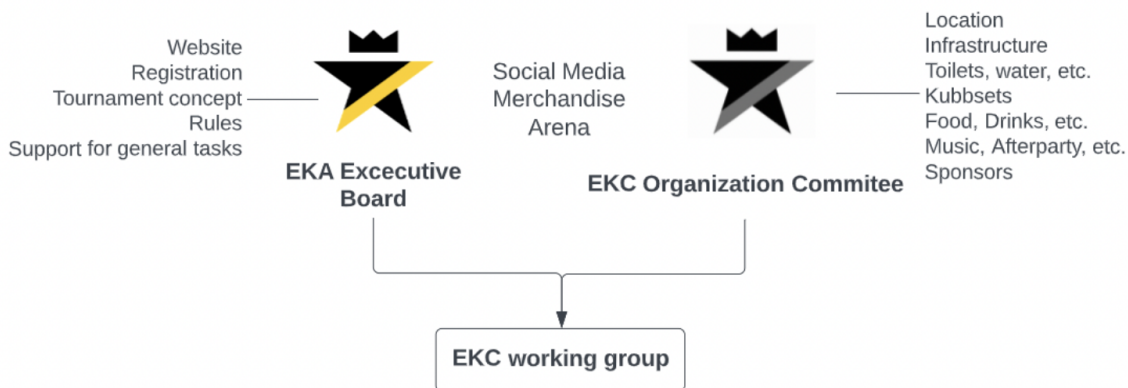 Website
Registration
Tournament concept
Rules
Support for general tasks
EKA Excecutive
Board
Social Media
Merchandise
Arena
EKC Organization Commitee
Location
Infrastructure
Toilets, water, etc.
Kubbsets
Food, Drinks, etc.
Music, Afterparty, etc.
Sponsors
EKC working group